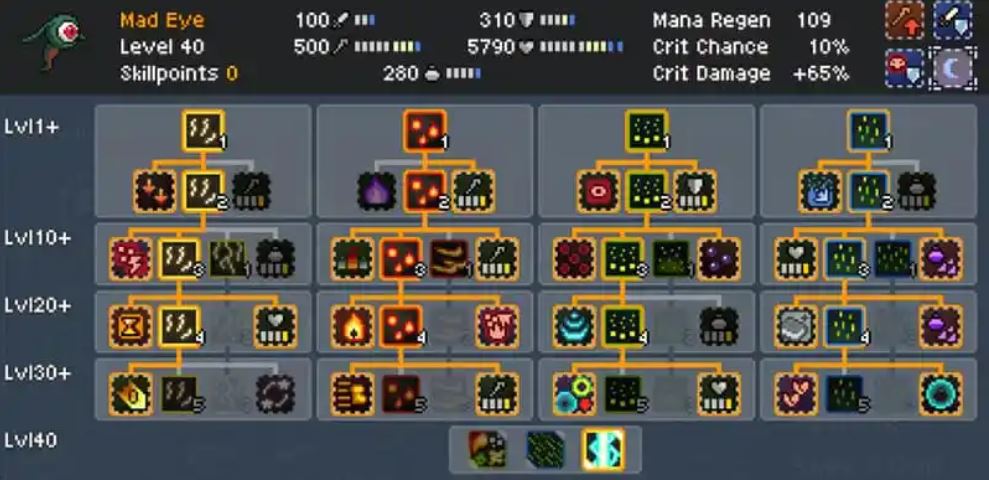 Mad Eye 100 310 Mana Regen 109
Level 40 500 5790 Crit Chance 10%
Skillpoints 0 280 Crit Damage +65%
Lvl1+
1 1 1 1
2 2 2 2
Lvl10+
3 1 3 1 3 1 3 1
Lvl20+
4 4 4 4
Lvl30+
5 5 5 5
Lvl40